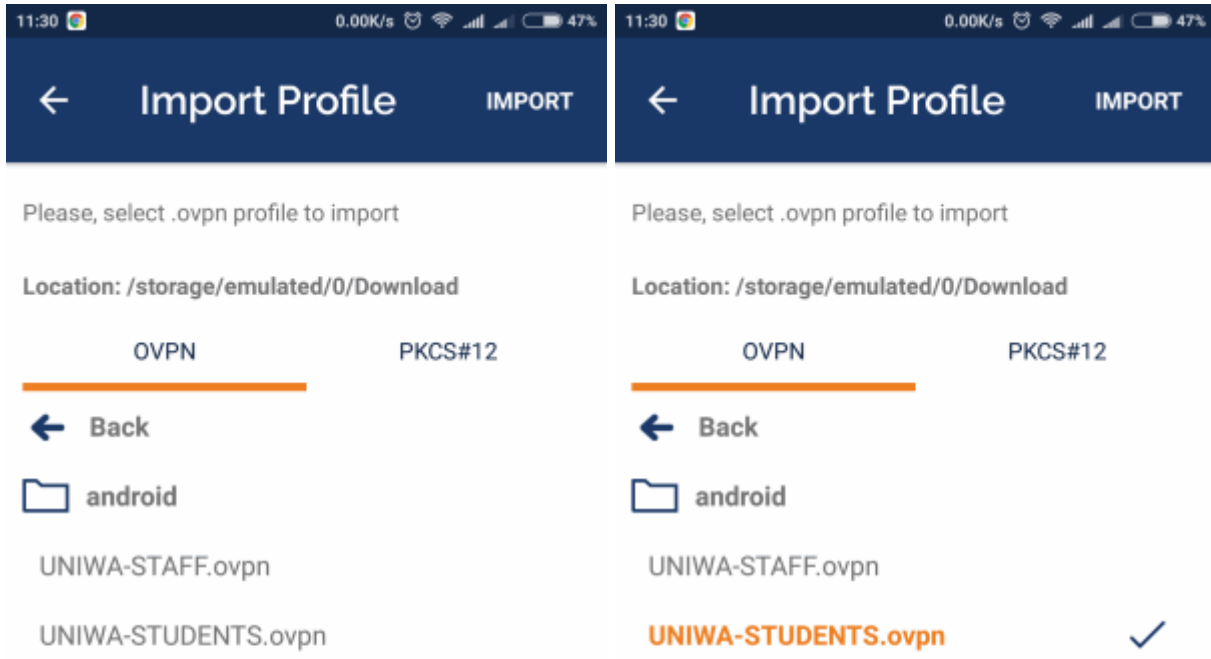 11:30 0.00K/s 47%
Import Profile IMPORT
Please, select .ovpn profile to import
Location: /storage/emulated/0/Download
OVPN PKCS#12
Back
android
UNIWA-STAFF.ovpn
UNIWA-STUDENTS.ovpn
11:30 0.00K/s 47%
Import Profile IMPORT
Please, select .ovpn profile to import
Location: /storage/emulated/0/Download
OVPN PKCS#12
Back
android
UNIWA-STAFF.ovpn
UNIWA-STUDENTS.ovpn